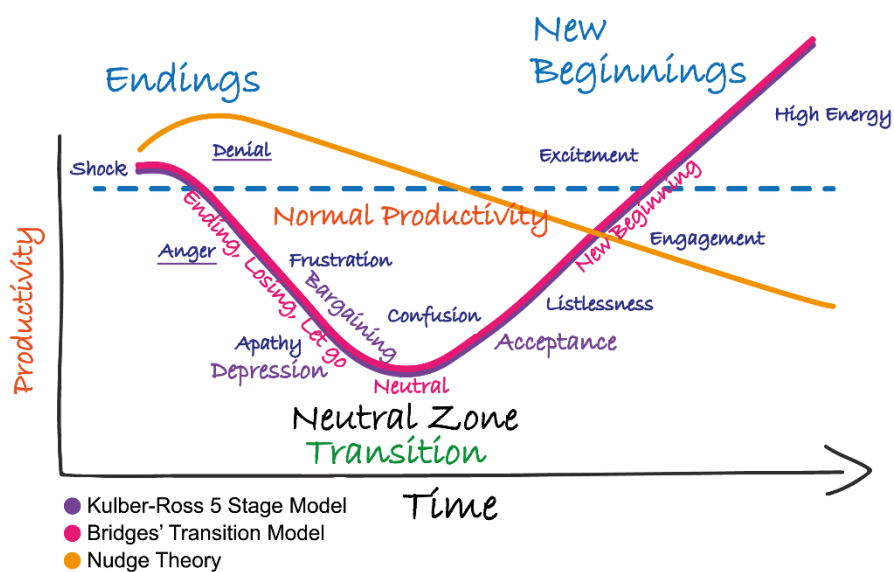 Endings
New
Beginnings
High Energy
Shock
Denial
Excitement
Normal Productivity
Ending, Losing, Let go
New Beginning
Anger
Frustration
Engagement
Bargaining
Confusion
Listlessness
Apathy
Depression
Acceptance
Neutral
Productivity
Neutral Zone
Transition
Time
Kulber-Ross 5 Stage Model
Bridges' Transition Model
Nudge Theory